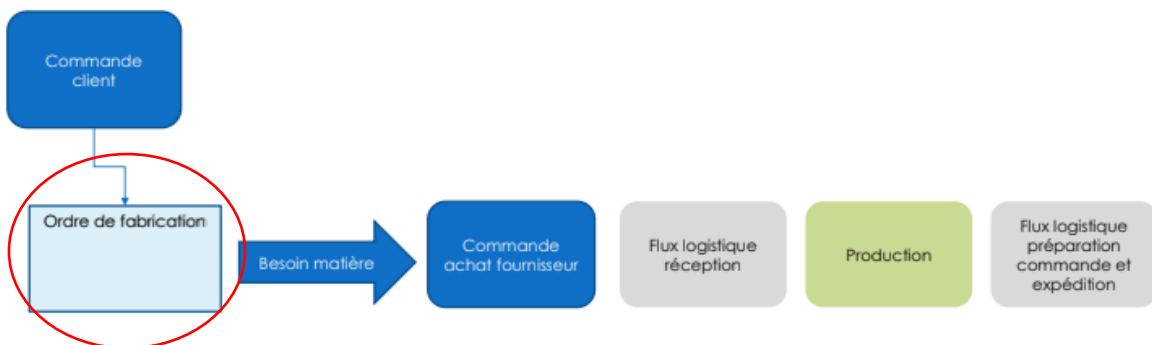 Commande
client
Ordre de fabrication
Besoin matière
Commande
achat fournisseur
Flux logistique
réception
Production
Flux logistique
préparation
commande et
expédition